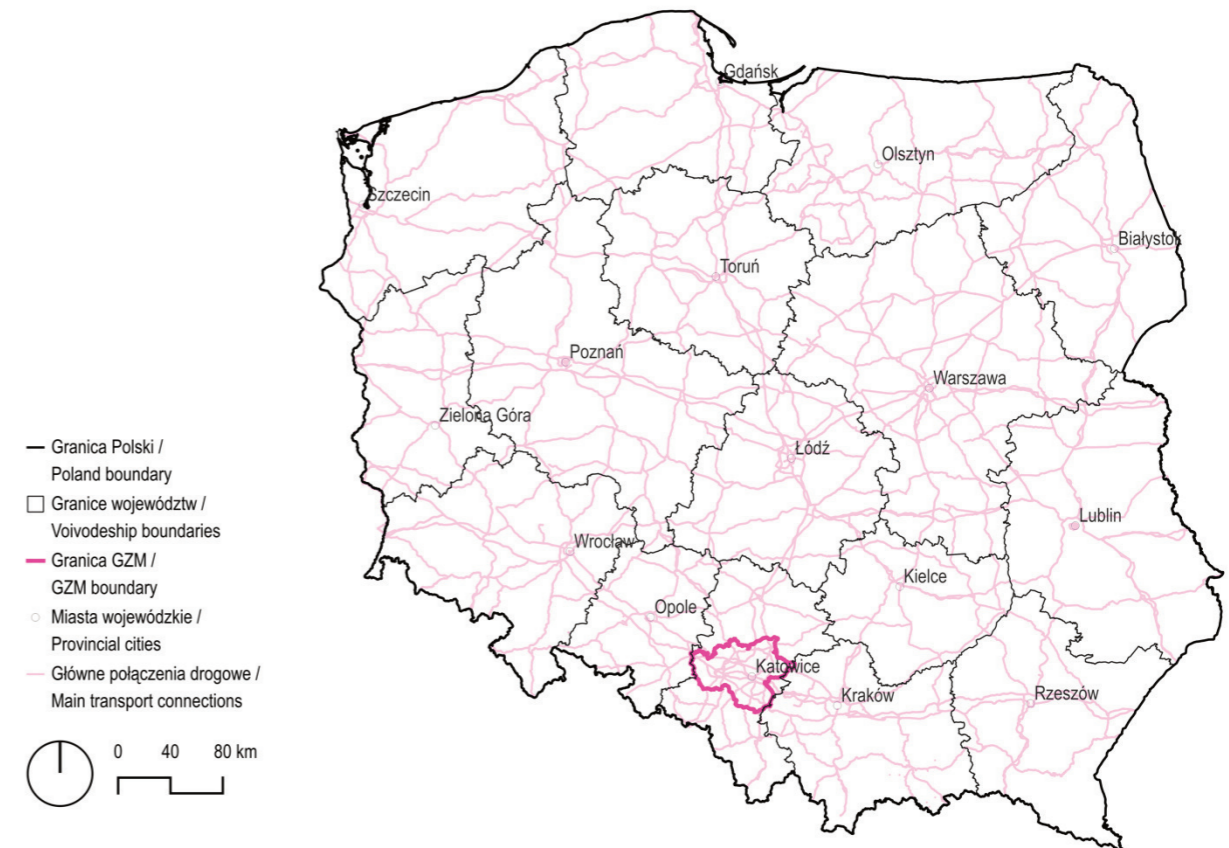 Gdańsk
Olsztyn
Szczecin
Białystok
Toruń
Poznań
Warszawa
Zielona Góra
Łódź
Lublin
Wrocław
Kielce
Opole
Katowice
Kraków
Rzeszów
Granica Polski /
Poland boundary
Granice województw /
Voivodeship boundaries
Granica GZM /
GZM boundary
Miasta wojewódzkie /
Provincial cities
Główne połączenia drogowe /
Main transport connections
0 40 80 km